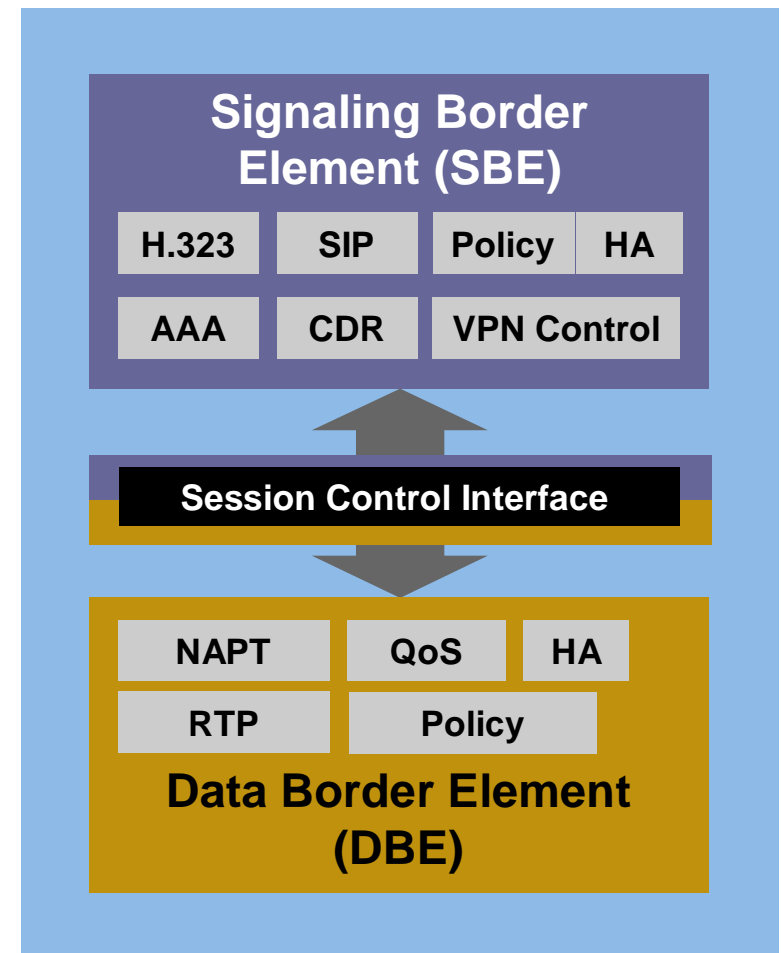 Signaling Border
Element (SBE)
H.323 SIP Policy HA
AAA CDR VPN Control
Session Control Interface
NAPT QoS HA
RTP Policy
Data Border Element
(DBE)